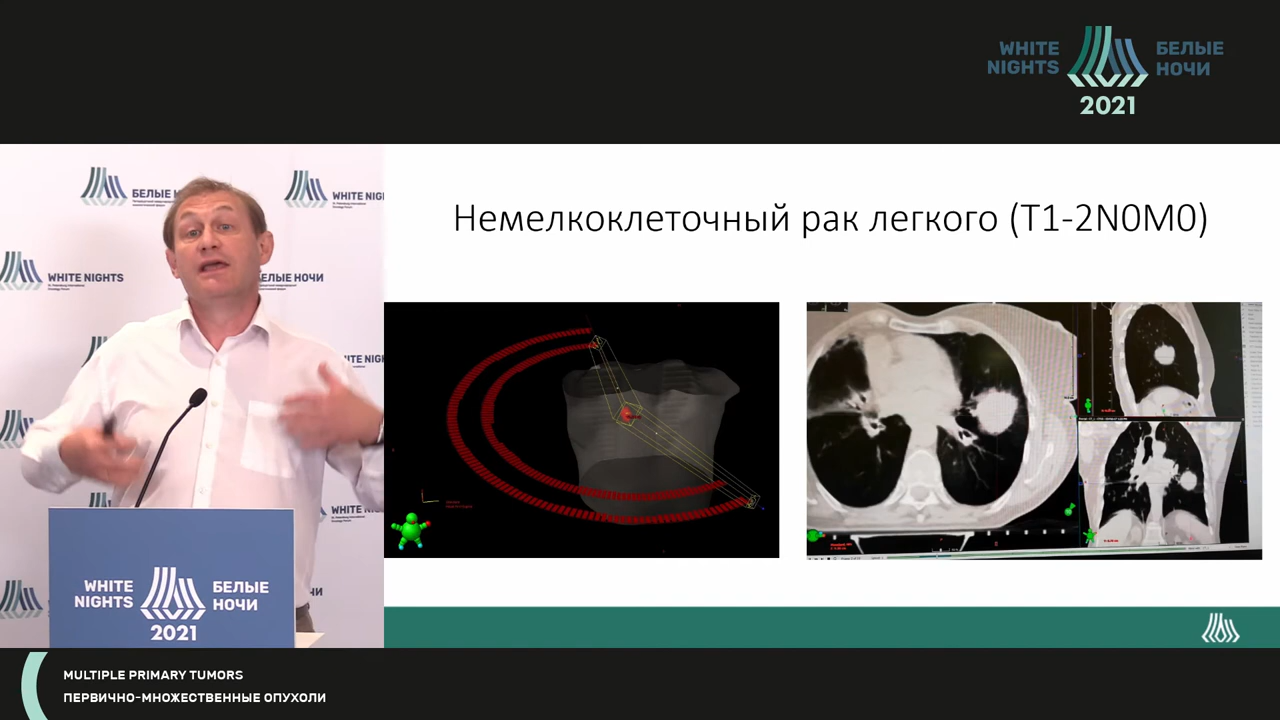 WHITE
NIGHTS
БЕЛЫЕ
НОЧИ
2021
Немелкоклеточный рак легкого (T1-2N0M0)
БЕЛЫЕ
WHITE NIGHTS
WHITE NIGHTS
БЕЛЫЕ НОЧИ
WHITE
NIGHTS
БЕЛЫЕ
НОЧИ
2021
MULTIPLE PRIMARY TUMORS
ПЕРВИЧНО-МНОЖЕСТВЕННЫЕ ОПУХОЛИ